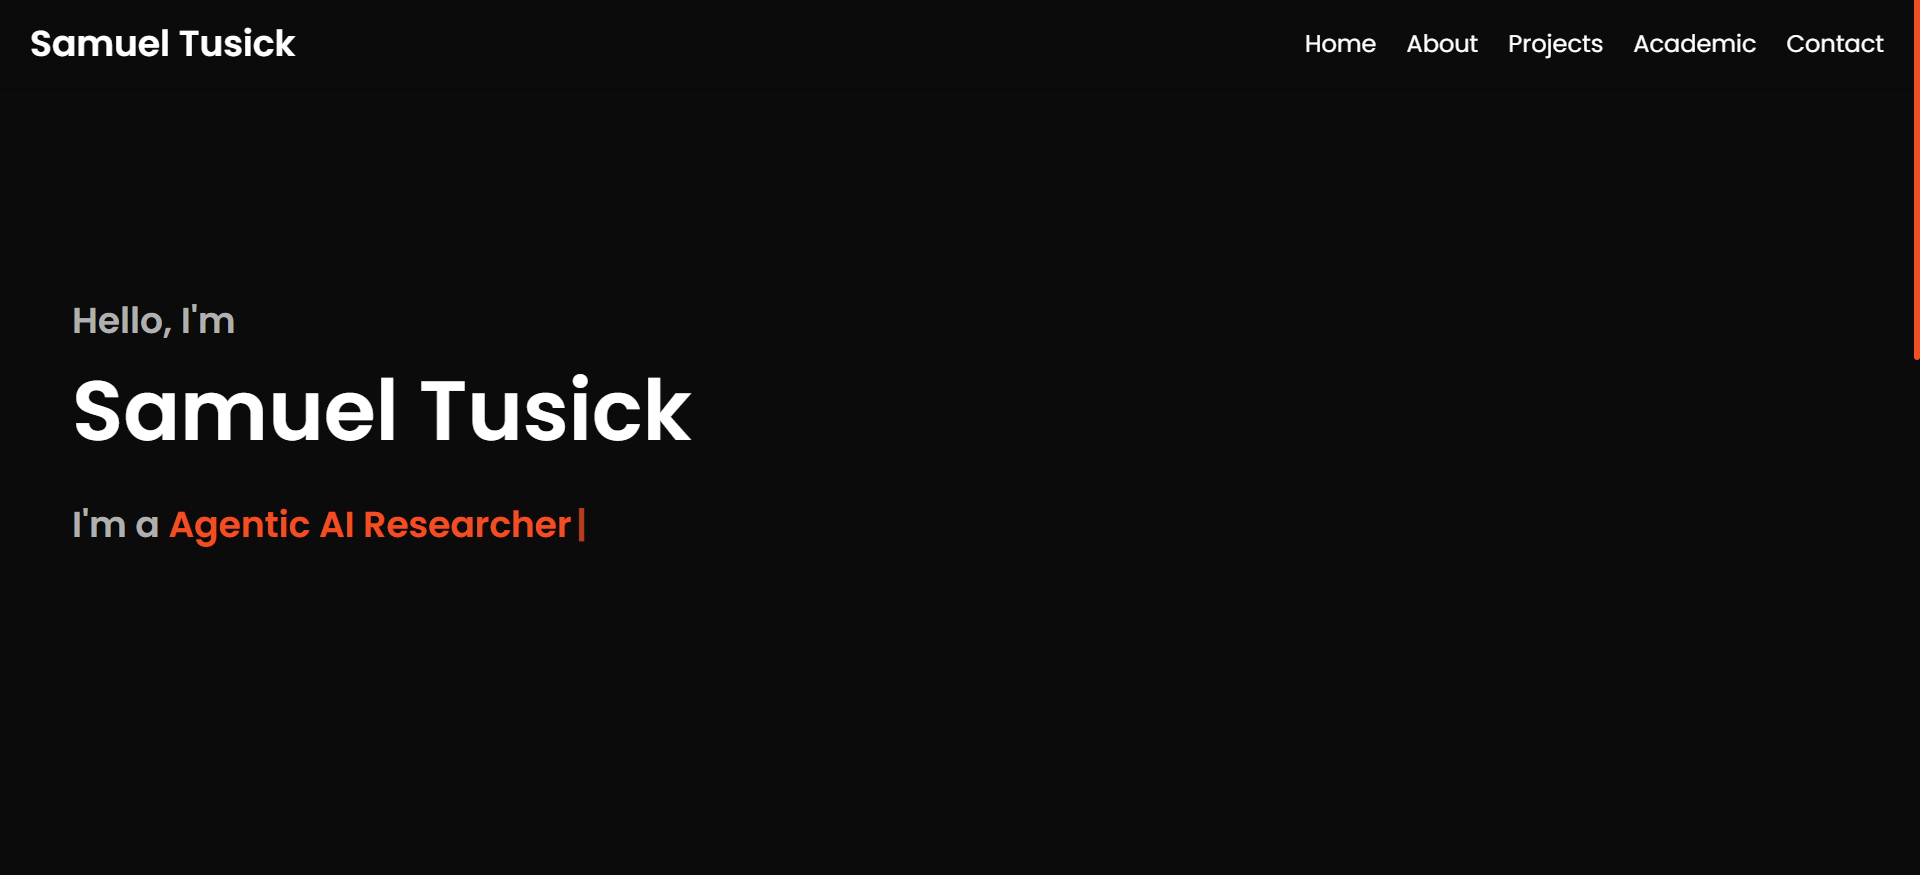 Samuel Tusick
Home About Projects Academic Contact
Hello, I'm
Samuel Tusick
I'm a Agentic AI Researcher|